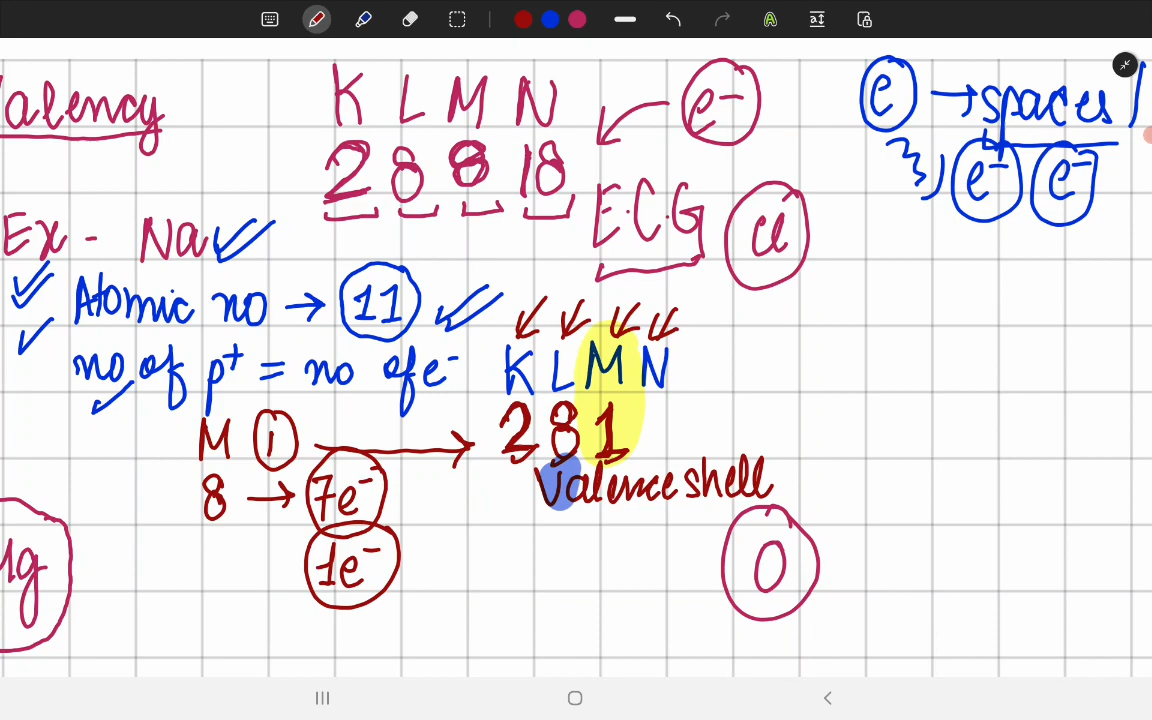 alency
K L M N
e⁻
e → spaces
2 8 8 18
e⁻ e⁻
E.C.G
Ex - Na
Cl
Atomic no → 11
no of p⁺ = no of e⁻
K L M N
M 1
2 8 1
8 → 7e⁻
Valence shell
1e⁻
Mg
O